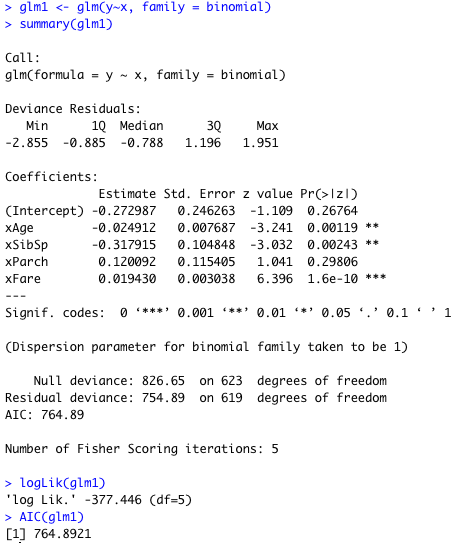 > glm1 <- glm(y~x, family = binomial)
> summary(glm1)
Call:
glm(formula = y ~ x, family = binomial)
Deviance Residuals:
   Min      1Q  Median      3Q     Max
-2.855  -0.885  -0.788   1.196   1.951
Coefficients:
             Estimate Std. Error z value Pr(>|z|)
(Intercept) -0.272987   0.246263  -1.109  0.26764
xAge        -0.024912   0.007687  -3.241  0.00119 **
xSibSp      -0.317915   0.104848  -3.032  0.00243 **
xParch       0.120092   0.115405   1.041  0.29806
xFare        0.019430   0.003038   6.396  1.6e-10 ***
---
Signif. codes:  0 ‘***’ 0.001 ‘**’ 0.01 ‘*’ 0.05 ‘.’ 0.1 ‘ ’ 1
(Dispersion parameter for binomial family taken to be 1)
    Null deviance: 826.65  on 623  degrees of freedom
Residual deviance: 754.89  on 619  degrees of freedom
AIC: 764.89
Number of Fisher Scoring iterations: 5
> logLik(glm1)
'log Lik.' -377.446 (df=5)
> AIC(glm1)
[1] 764.8921